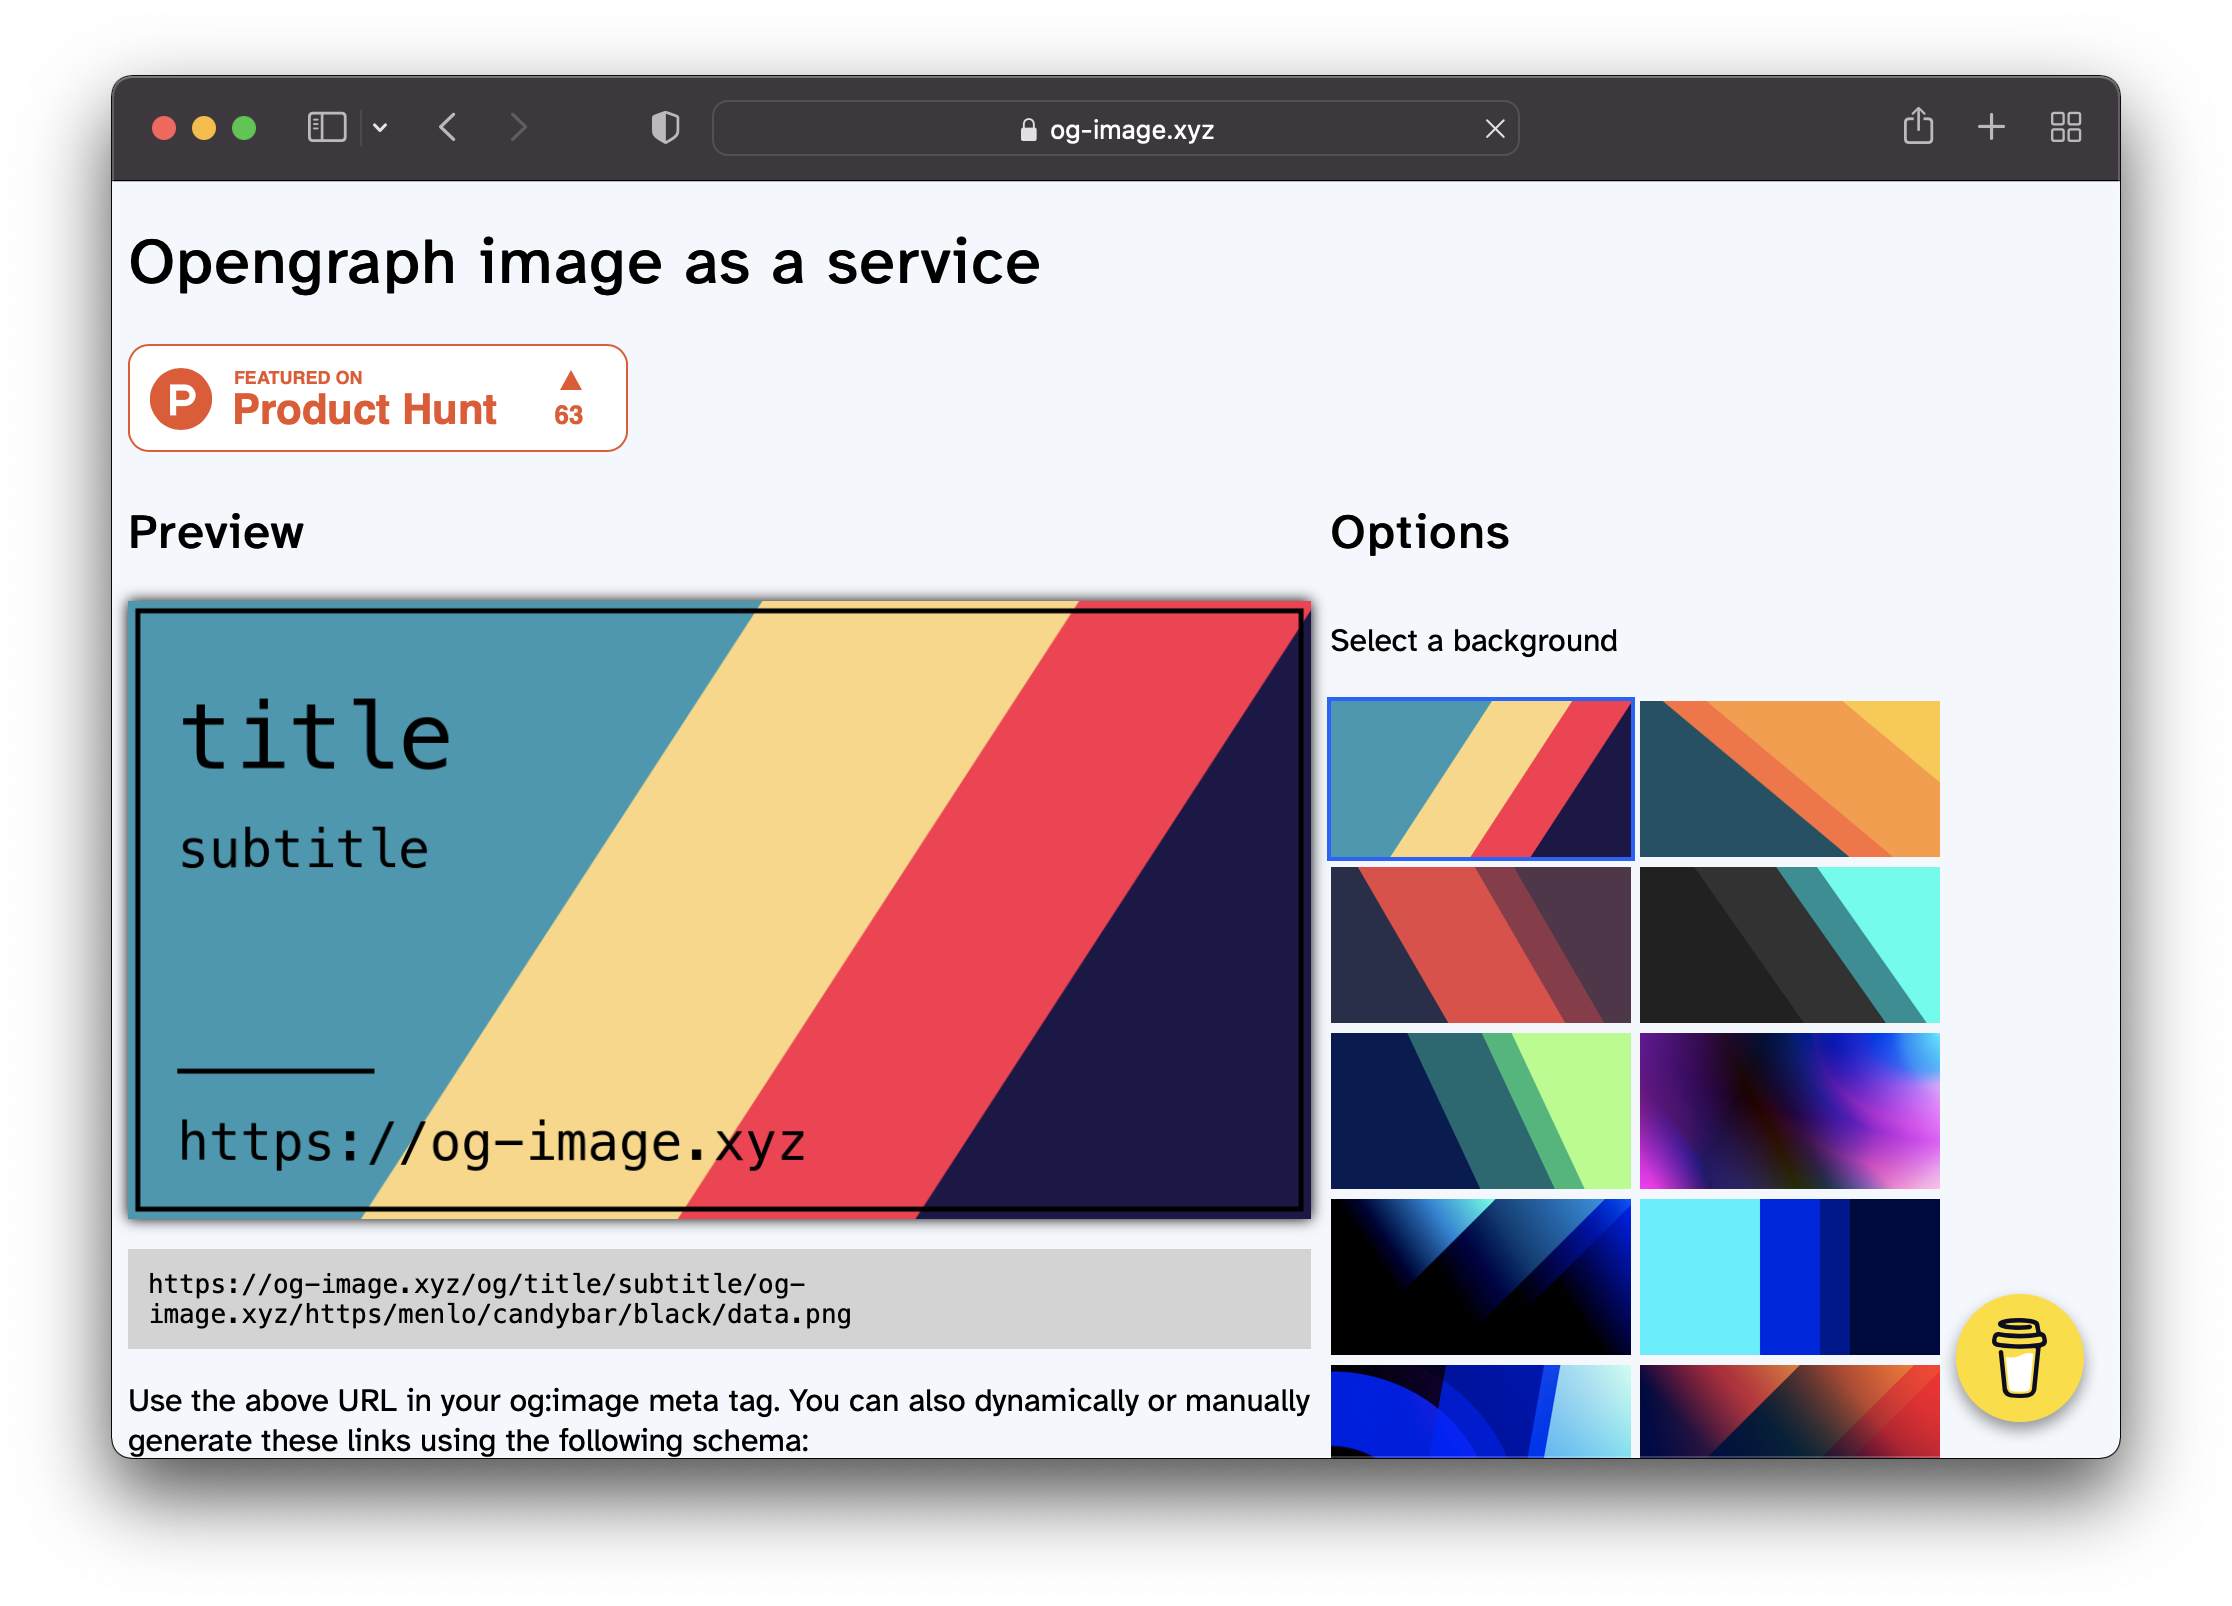 og-image.xyz
Opengraph image as a service
P
FEATURED ON
Product Hunt
63
Preview
title
subtitle
https://og-image.xyz
https://og-image.xyz/og/title/subtitle/og-
image.xyz/https/menlo/candybar/black/data.png
Use the above URL in your og:image meta tag. You can also dynamically or manually
generate these links using the following schema:
Options
Select a background